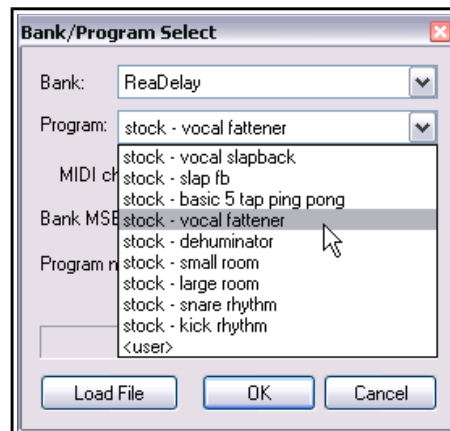 Bank/Program Select
Bank: ReaDelay
Program: stock - vocal fattener
stock - vocal slapback
MIDI ch
stock - slap fb
stock - basic 5 tap ping pong
Bank MSB stock - vocal fattener
stock - dehuminator
Program n stock - small room
stock - large room
stock - snare rhythm
stock - kick rhythm
<user>
Load File OK Cancel